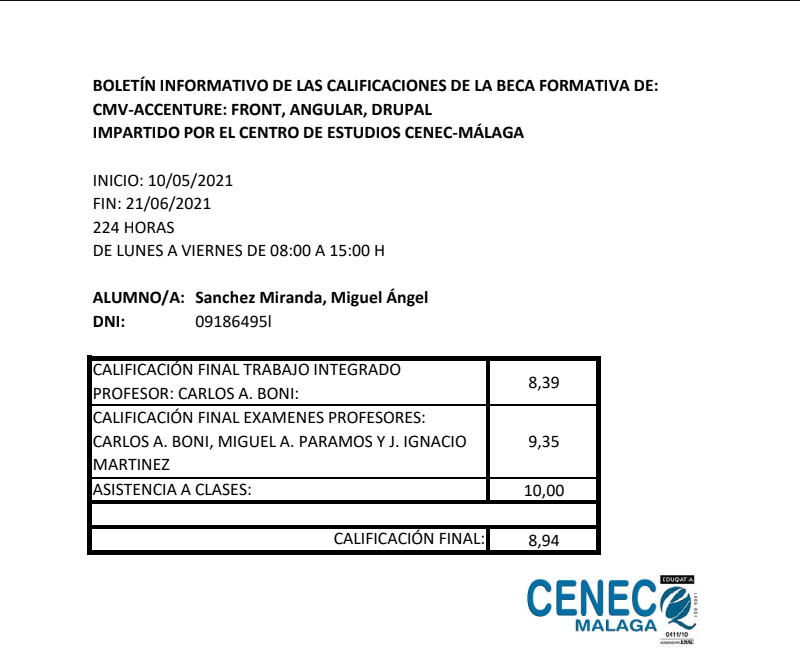 BOLETÍN INFORMATIVO DE LAS CALIFICACIONES DE LA BECA FORMATIVA DE:
CMV-ACCENTURE: FRONT, ANGULAR, DRUPAL
IMPARTIDO POR EL CENTRO DE ESTUDIOS CENEC-MÁLAGA
INICIO: 10/05/2021
FIN: 21/06/2021
224 HORAS
DE LUNES A VIERNES DE 08:00 A 15:00 H
ALUMNO/A: Sanchez Miranda, Miguel Ángel
DNI: 09186495l
CALIFICACIÓN FINAL TRABAJO INTEGRADO
PROFESOR: CARLOS A. BONI: 8,39
CALIFICACIÓN FINAL EXAMENES PROFESORES:
CARLOS A. BONI, MIGUEL A. PARAMOS Y J. IGNACIO 9,35
MARTINEZ
ASISTENCIA A CLASES: 10,00
CALIFICACIÓN FINAL: 8,94
EDUQATIA
CENEC
MALAGA
0411/10